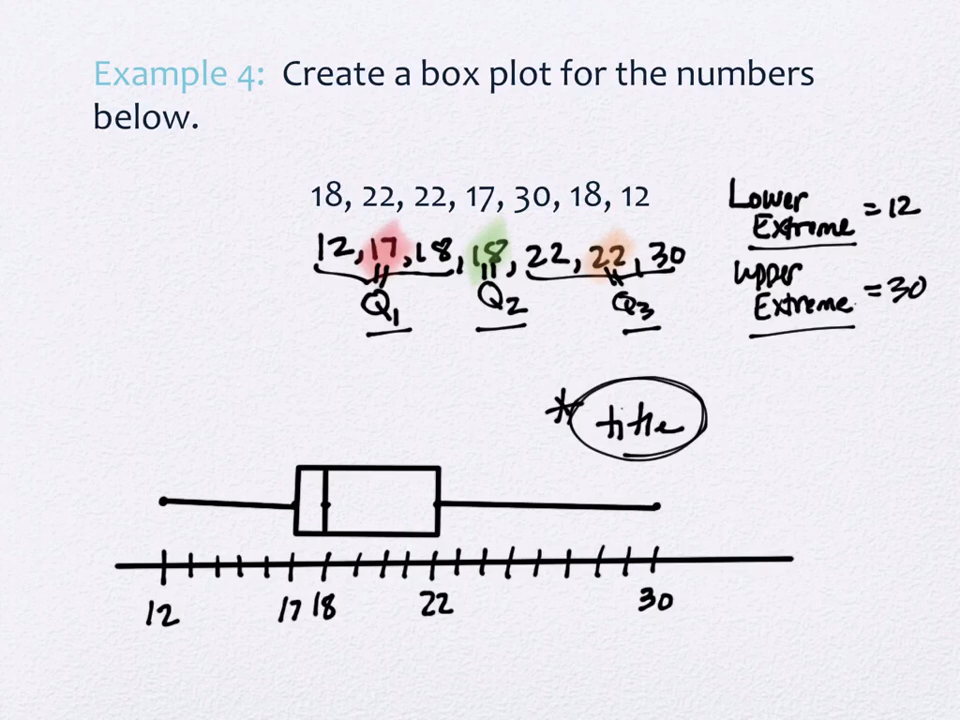 Example 4: Create a box plot for the numbers
below.
18, 22, 22, 17, 30, 18, 12
12, 17, 18, 18, 22, 22, 30
Q1 Q2 Q3
Lower
Extreme = 12
Upper
Extreme = 30
* title
12 17 18 22 30